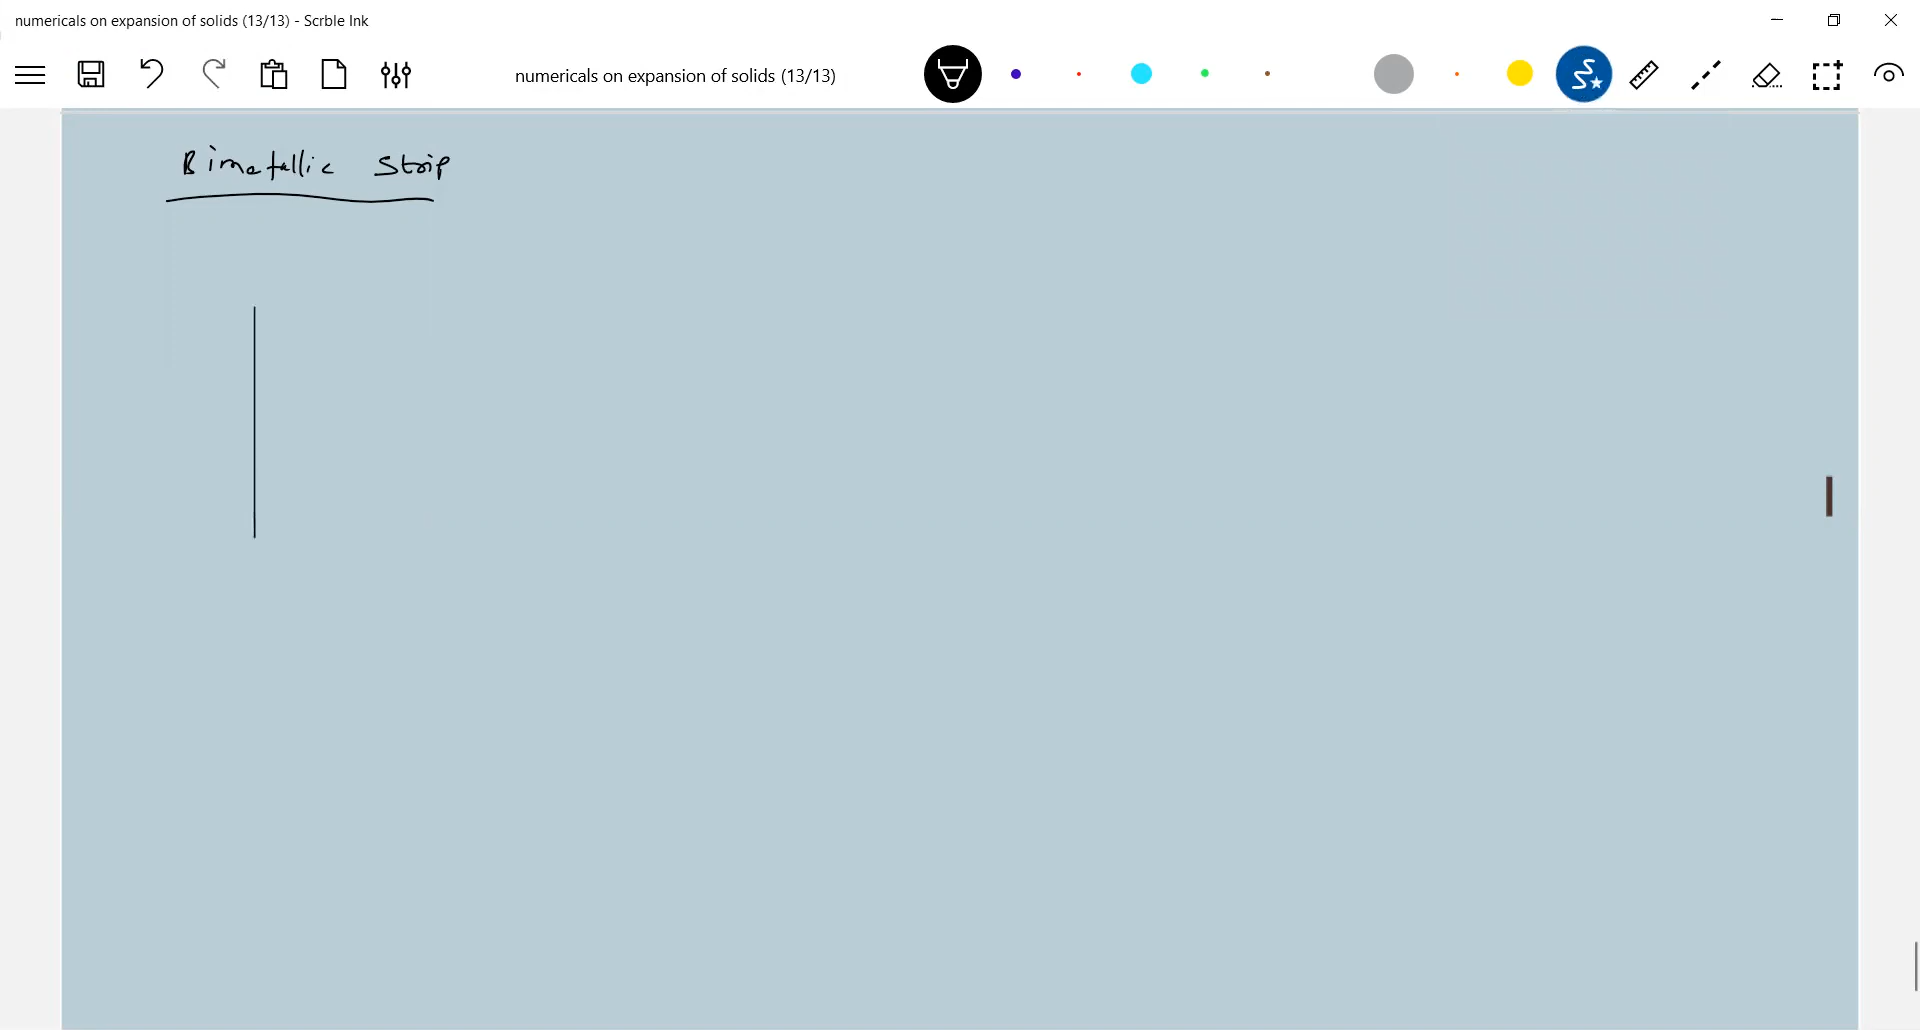 numericals on expansion of solids (13/13) - Scrble Ink
numericals on expansion of solids (13/13)
Bimetallic Strip